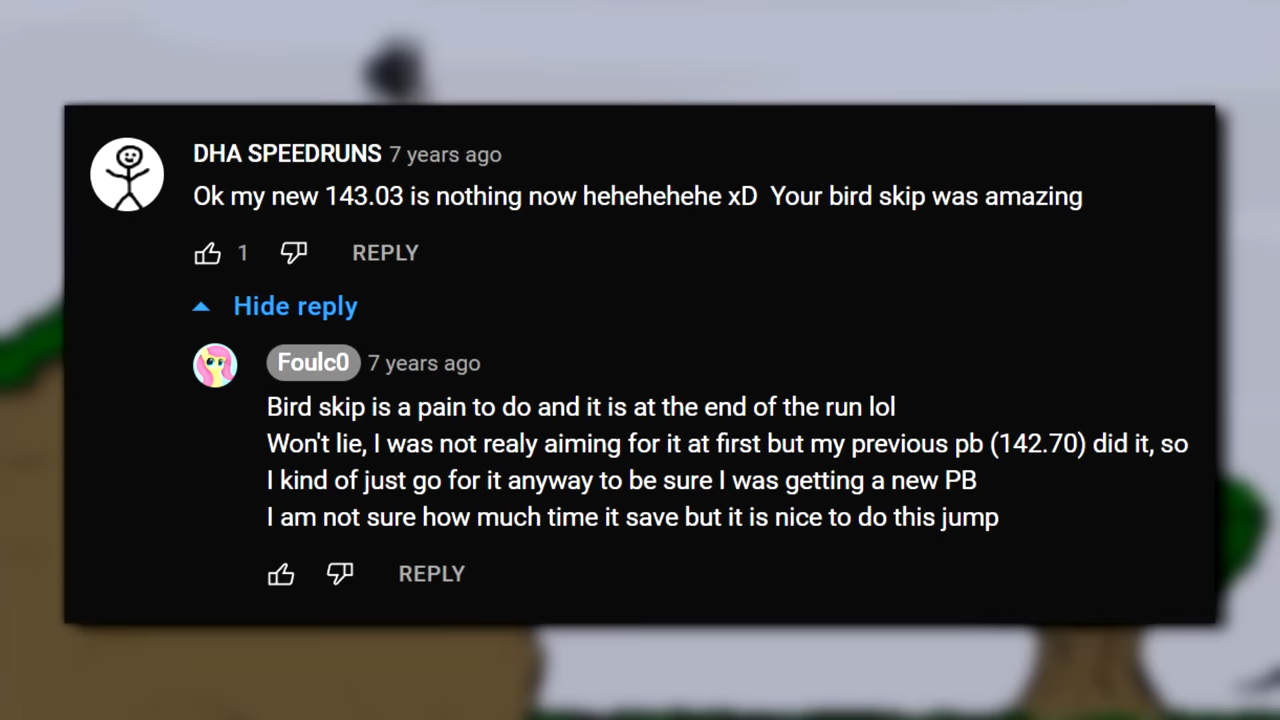 DHA SPEEDRUNS 7 years ago
Ok my new 143.03 is nothing now hehehehehe xD  Your bird skip was amazing
1 REPLY
Hide reply
Foulc0 7 years ago
Bird skip is a pain to do and it is at the end of the run lol
Won't lie, I was not realy aiming for it at first but my previous pb (142.70) did it, so
I kind of just go for it anyway to be sure I was getting a new PB
I am not sure how much time it save but it is nice to do this jump
REPLY